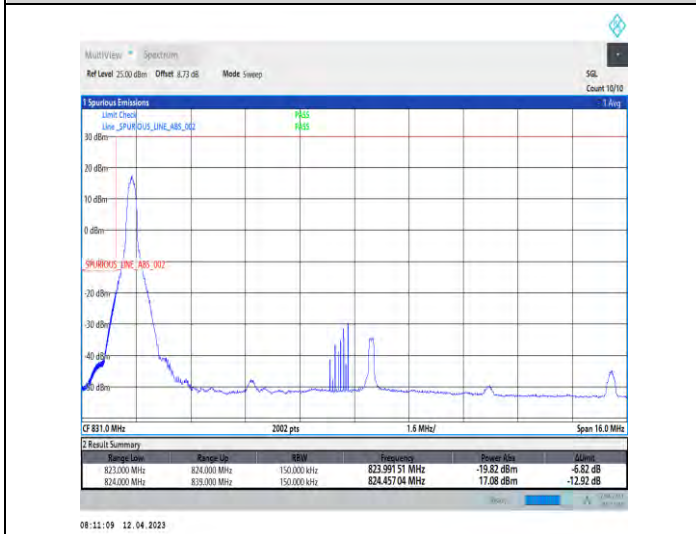 MultiView Spectrum
Ref Level 25.00 dBm Offset 8.73 dB Mode Sweep SGL
Count 10/10
1 Spurious Emissions 1 Avg
Limit Check PASS
Line _SPURIOUS_LINE_ABS_002 PASS
30 dBm
20 dBm
10 dBm
0 dBm
_SPURIOUS_LINE_ABS_002
-20 dBm
-30 dBm
-40 dBm
-50 dBm
CF 831.0 MHz 2002 pts 1.6 MHz/ Span 16.0 MHz
2 Result Summary
Range Low Range Up RBW Frequency Power Abs ΔLimit
823.000 MHz 824.000 MHz 150.000 kHz 823.991 51 MHz -19.82 dBm -6.82 dB
824.000 MHz 839.000 MHz 150.000 kHz 824.457 04 MHz 17.08 dBm -12.92 dB
08:11:09 12.04.2023